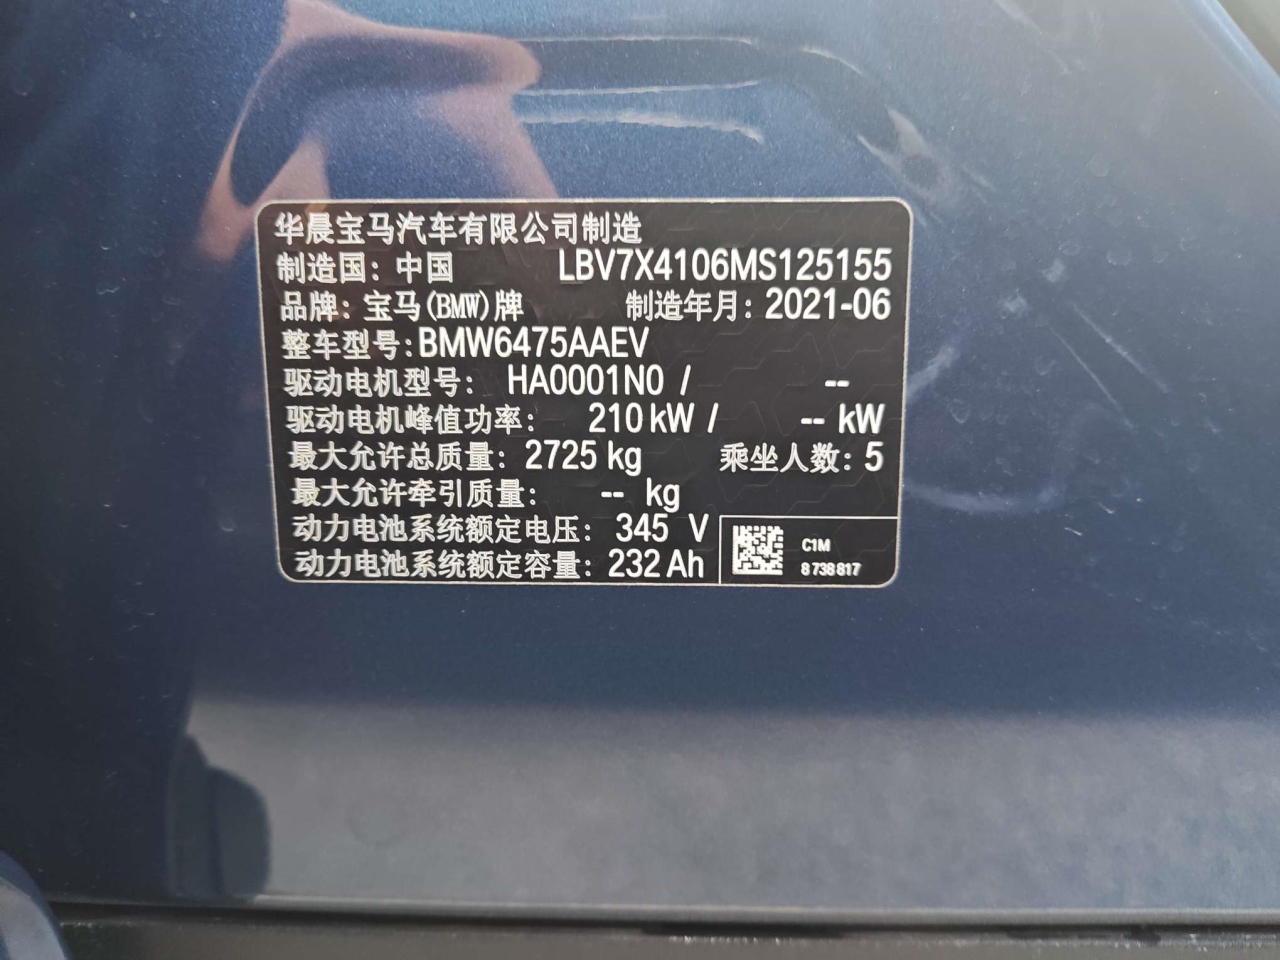 华晨宝马汽车有限公司制造
制造国：中国 LBV7X4106MS125155
品牌：宝马(BMW)牌 制造年月：2021-06
整车型号：BMW6475AAEV
驱动电机型号： HA0001N0 / --
驱动电机峰值功率： 210 kW / -- kW
最大允许总质量： 2725 kg 乘坐人数：5
最大允许牵引质量： -- kg
动力电池系统额定电压： 345 V
动力电池系统额定容量： 232 Ah
C1M
8 738 817